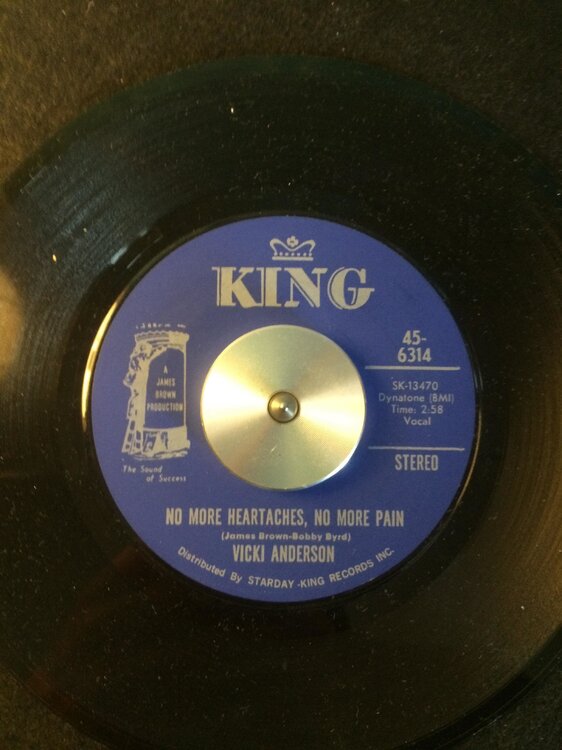 KING
45-
6314
SK-13470
Dynatone (BMI)
Time: 2:58
Vocal
STEREO
A
JAMES
BROWN
PRODUCTION
The Sound
of Success
NO MORE HEARTACHES, NO MORE PAIN
(James Brown-Bobby Byrd)
VICKI ANDERSON
Distributed By STARDAY-KING RECORDS INC.